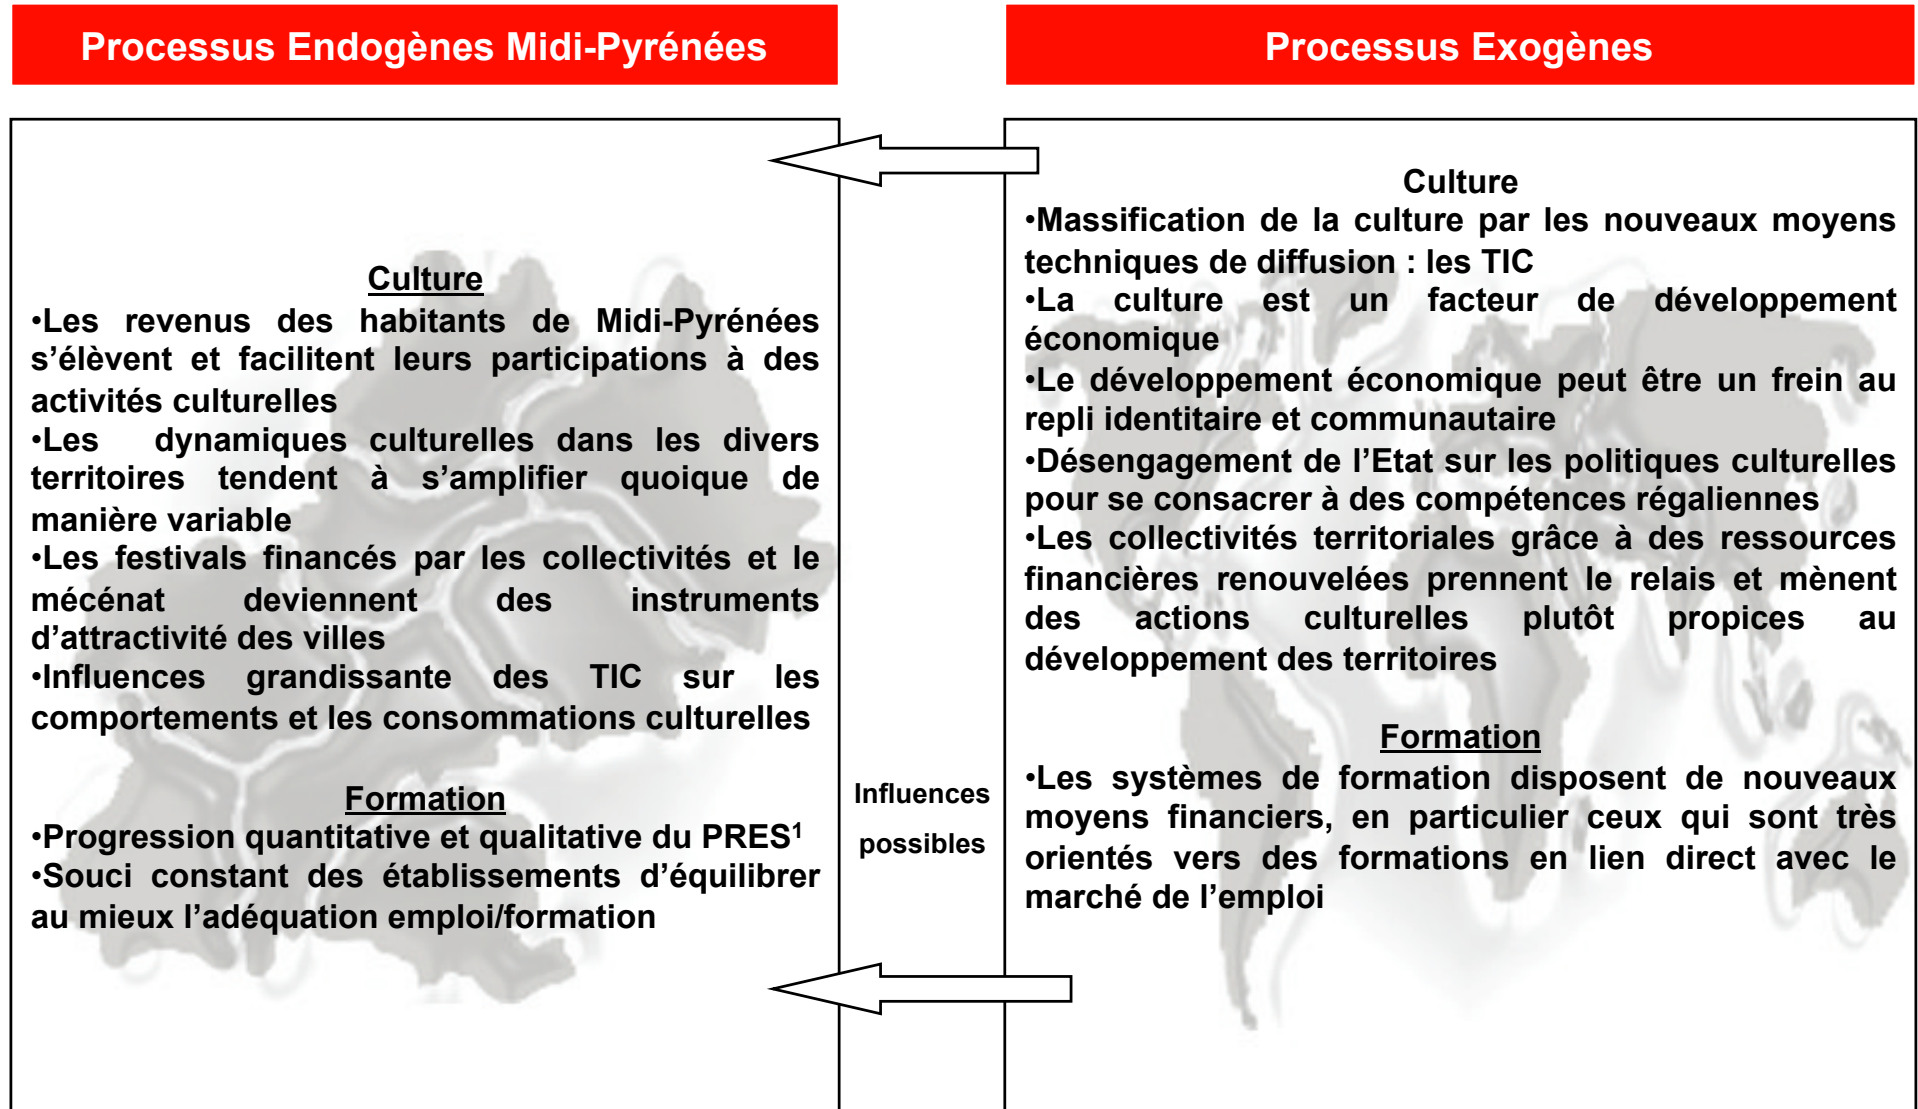 Processus Endogènes Midi-Pyrénées
Culture
•Les revenus des habitants de Midi-Pyrénées
s’élèvent et facilitent leurs participations à des
activités culturelles
•Les dynamiques culturelles dans les divers
territoires tendent à s’amplifier quoique de
manière variable
•Les festivals financés par les collectivités et le
mécénat deviennent des instruments
d’attractivité des villes
•Influences grandissante des TIC sur les
comportements et les consommations culturelles
Formation
•Progression quantitative et qualitative du PRES¹
•Souci constant des établissements d’équilibrer
au mieux l’adéquation emploi/formation
Influences
possibles
Processus Exogènes
Culture
•Massification de la culture par les nouveaux moyens
techniques de diffusion : les TIC
•La culture est un facteur de développement
économique
•Le développement économique peut être un frein au
repli identitaire et communautaire
•Désengagement de l’Etat sur les politiques culturelles
pour se consacrer à des compétences régaliennes
•Les collectivités territoriales grâce à des ressources
financières renouvelées prennent le relais et mènent
des actions culturelles plutôt propices au
développement des territoires
Formation
•Les systèmes de formation disposent de nouveaux
moyens financiers, en particulier ceux qui sont très
orientés vers des formations en lien direct avec le
marché de l’emploi